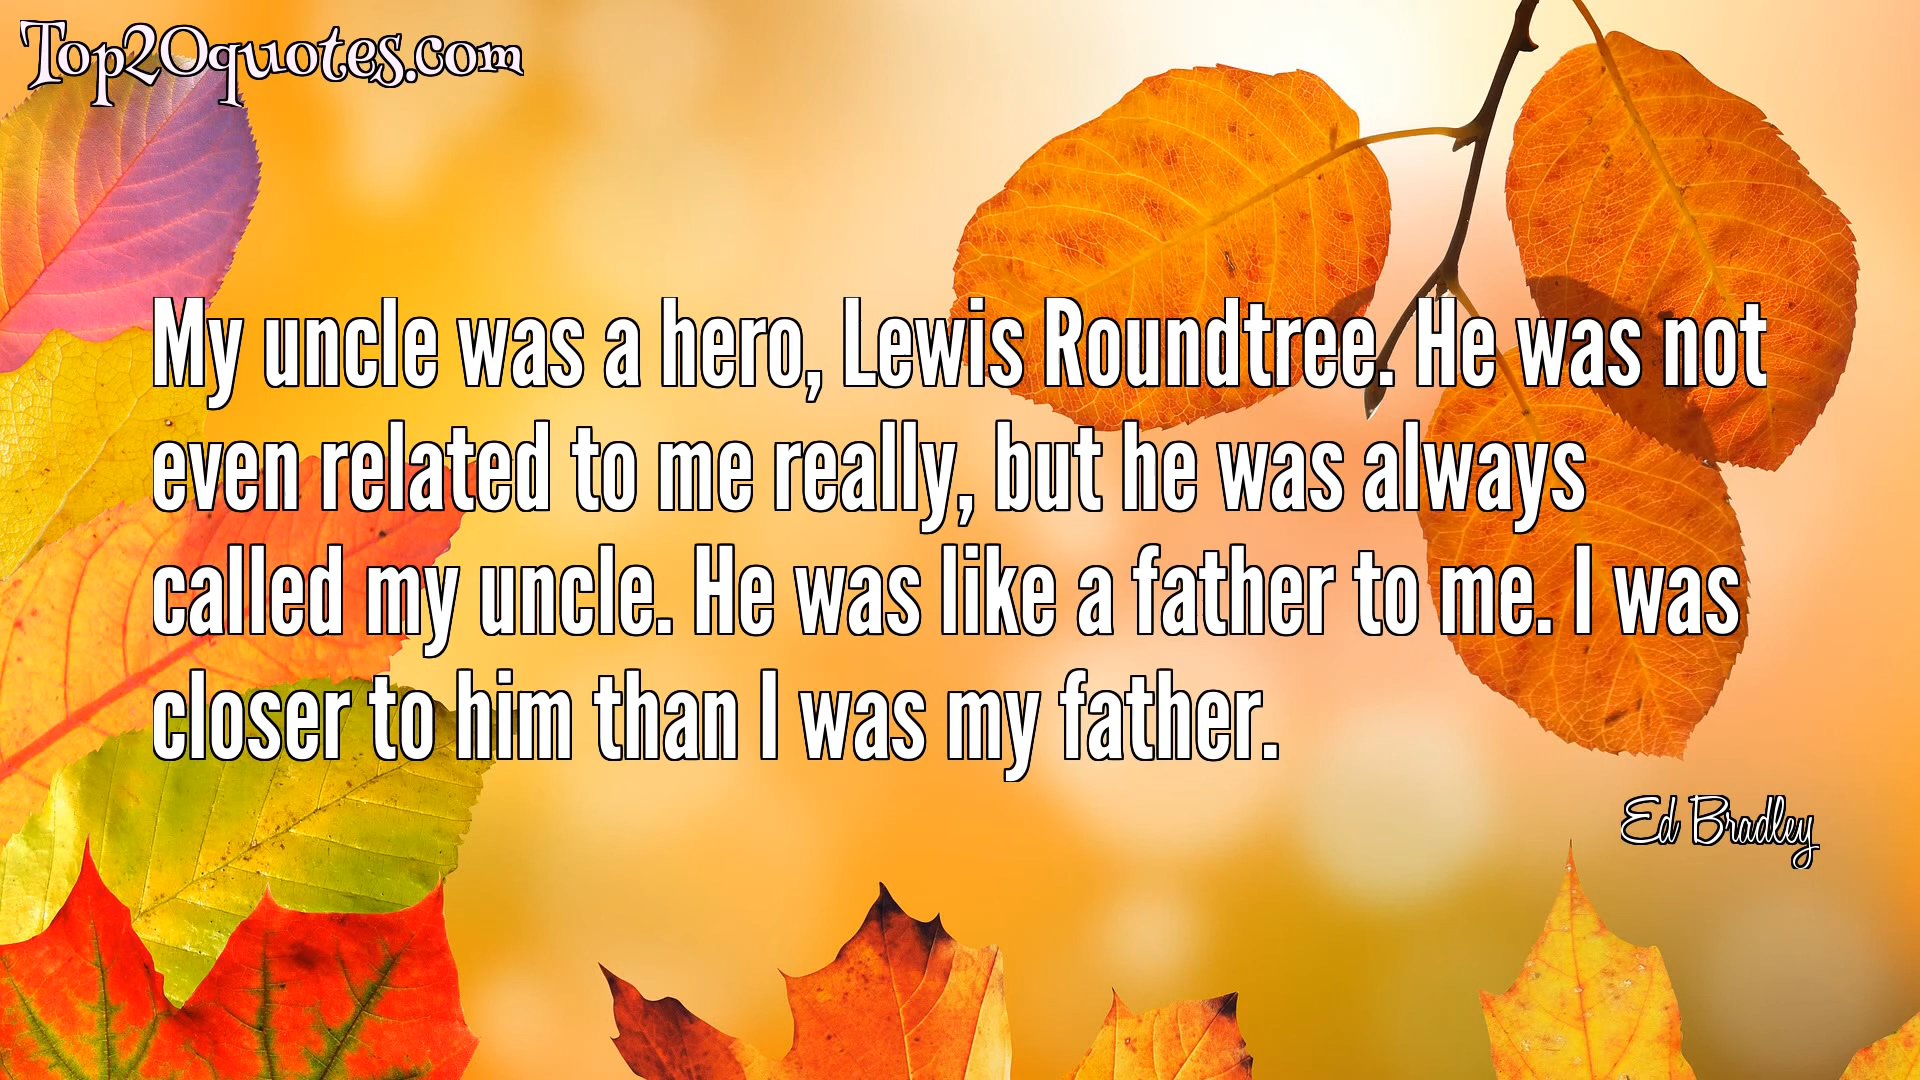 Top20quotes.com
My uncle was a hero, Lewis Roundtree. He was not
even related to me really, but he was always
called my uncle. He was like a father to me. I was
closer to him than I was my father.
Ed Bradley